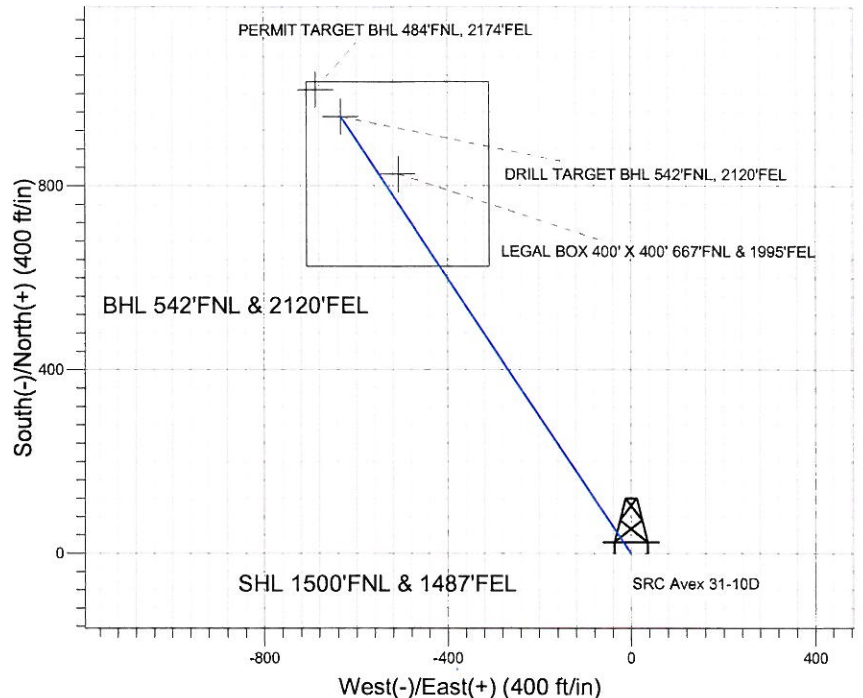 PERMIT TARGET BHL 484'FNL, 2174'FEL
800
DRILL TARGET BHL 542'FNL, 2120'FEL
LEGAL BOX 400' X 400' 667'FNL & 1995'FEL
BHL 542'FNL & 2120'FEL
South(-)/North(+) (400 ft/in)
400
0
SHL 1500'FNL & 1487'FEL
SRC Avex 31-10D
-800
-400
0
400
West(-)/East(+) (400 ft/in)